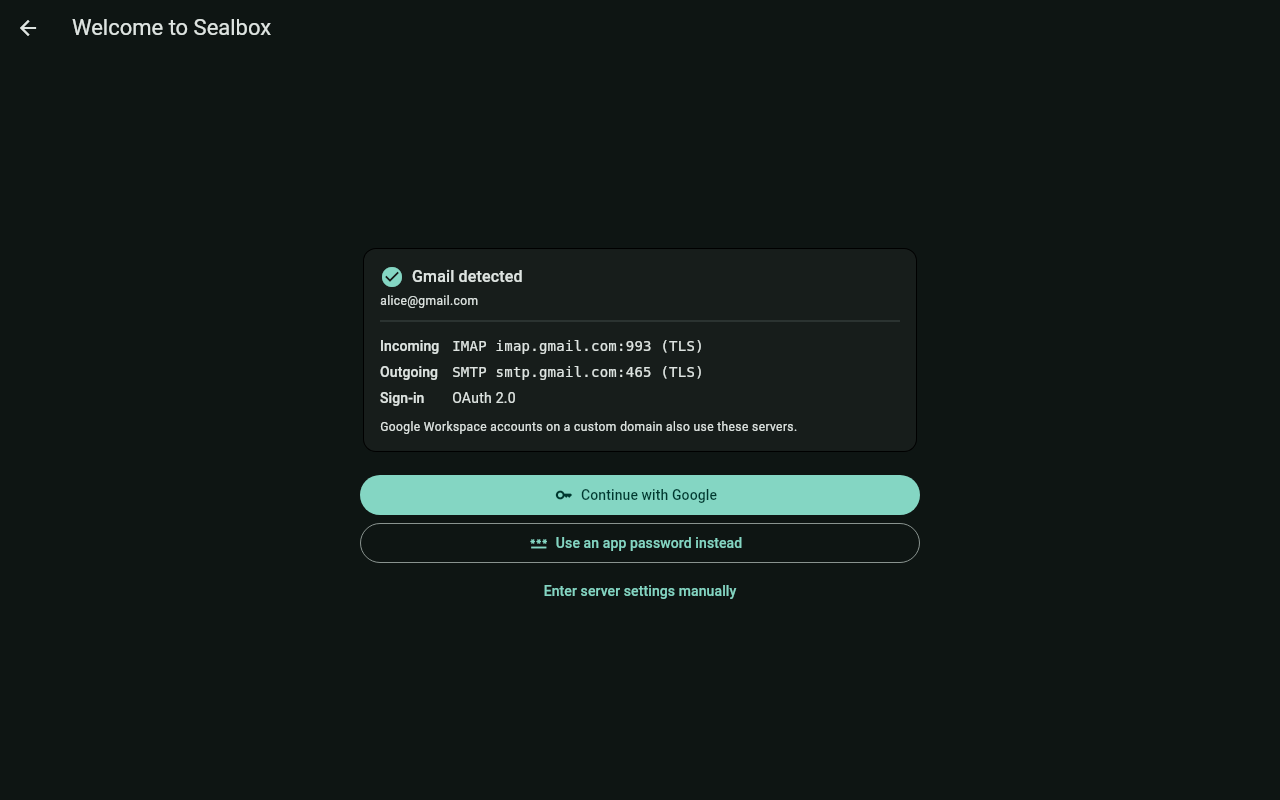 Welcome to Sealbox
Gmail detected
alice@gmail.com
Incoming IMAP imap.gmail.com:993 (TLS)
Outgoing SMTP smtp.gmail.com:465 (TLS)
Sign-in OAuth 2.0
Google Workspace accounts on a custom domain also use these servers.
Continue with Google
Use an app password instead
Enter server settings manually